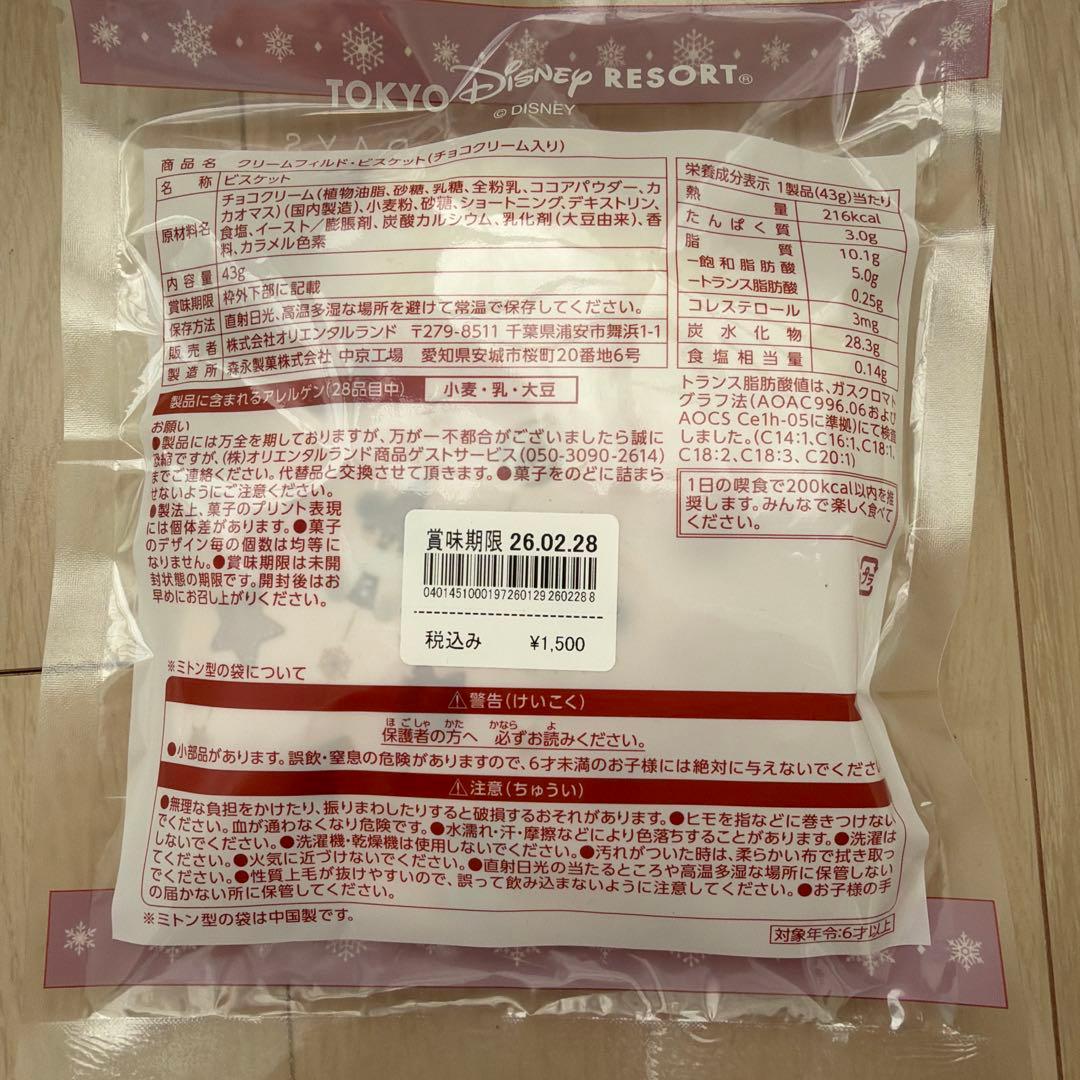 TOKYO Disney RESORT®
© DISNEY
商品名 クリームフィルド・ビスケット(チョコクリーム入り)
名称 ビスケット
原材料名 チョコクリーム(植物油脂、砂糖、乳糖、全粉乳、ココアパウダー、カ
カオマス)(国内製造)、小麦粉、砂糖、ショートニング、デキストリン、
食塩、イースト/膨脹剤、炭酸カルシウム、乳化剤(大豆由来)、香
料、カラメル色素
内容量 43g
賞味期限 枠外下部に記載
保存方法 直射日光、高温多湿な場所を避けて常温で保存してください。
販売者 株式会社オリエンタルランド 〒279-8511 千葉県浦安市舞浜1-1
製造所 森永製菓株式会社 中京工場 愛知県安城市桜町20番地6号
製品に含まれるアレルゲン(28品目中) 小麦・乳・大豆
お願い
●製品には万全を期しておりますが、万が一不都合がございましたら誠に
恐縮ですが、(株)オリエンタルランド商品ゲストサービス(050-3090-2614)
までご連絡ください。代替品と交換させて頂きます。●菓子をのどに詰まら
せないようにご注意ください。
●製法上、菓子のプリント表現
には個体差があります。●菓子
のデザイン毎の個数は均等に
なりません。●賞味期限は未開
封状態の期限です。開封後はお
早めにお召し上がりください。
栄養成分表示 1製品(43g)当たり
熱量 216kcal
たんぱく質 3.0g
脂質 10.1g
-飽和脂肪酸 5.0g
-トランス脂肪酸 0.25g
コレステロール 3mg
炭水化物 28.3g
食塩相当量 0.14g
トランス脂肪酸値は、ガスクロマト
グラフ法(AOAC996.06および
AOCS Ce1h-05に準拠)にて検査
しました。(C14:1、C16:1、C18:1、
C18:2、C18:3、C20:1)
1日の喫食で200kcal以内を推
奨します。みんなで楽しく食べて
ください。
プラ
賞味期限 26.02.28
0401451000197260129 260228 8
税込み ¥1,500
※ミトン型の袋について
⚠警告(けいこく)
保護者の方へ 必ずお読みください。
●小部品があります。誤飲・窒息の危険がありますので、6才未満のお子様には絶対に与えないでくださ
⚠注意(ちゅうい)
●無理な負担をかけたり、振りまわしたりすると破損するおそれがあります。●ヒモを指などに巻きつけない
でください。血が通わなくなり危険です。●水濡れ・汗・摩擦などにより色落ちすることがあります。●洗濯は
しないでください。●洗濯機・乾燥機は使用しないでください。●汚れがついた時は、柔らかい布で拭き取っ
てください。●火気に近づけないでください。●直射日光の当たるところや高温多湿な場所に保管しない
でください。●性質上毛が抜けやすいので、誤って飲み込まないように注意してください。●お子様の手
の届かない所に保管してください。
※ミトン型の袋は中国製です。
対象年令:6才以上